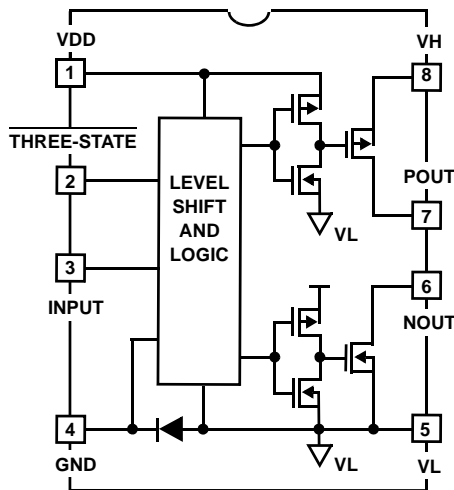 VDD
VH
1
8
THREE-STATE
2
LEVEL
SHIFT
AND
LOGIC
POUT
7
VL
3
INPUT
6
NOUT
4
5
GND
VL
VL